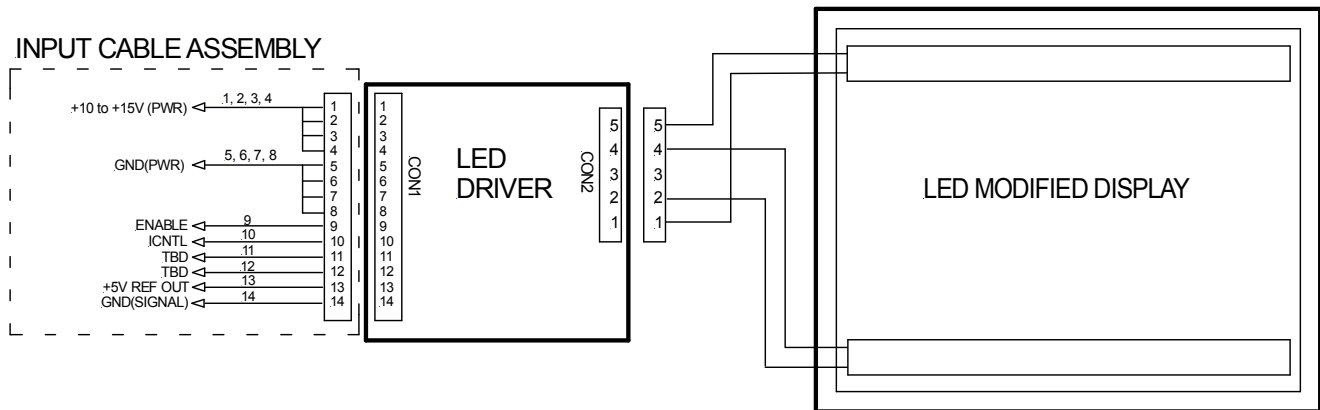 INPUT CABLE ASSEMBLY
+10 to +15V (PWR)
1, 2, 3, 4
GND(PWR)
5, 6, 7, 8
ENABLE
9
ICNTL
10
TBD
11
TBD
12
+5V REF OUT
13
GND(SIGNAL)
14
1
2
3
4
5
6
7
8
9
10
11
12
13
14
1
2
3
4
5
6
7
8
9
10
11
12
13
14
CON1
LED
DRIVER
CON2
5
4
3
2
1
5
4
3
2
1
LED MODIFIED DISPLAY